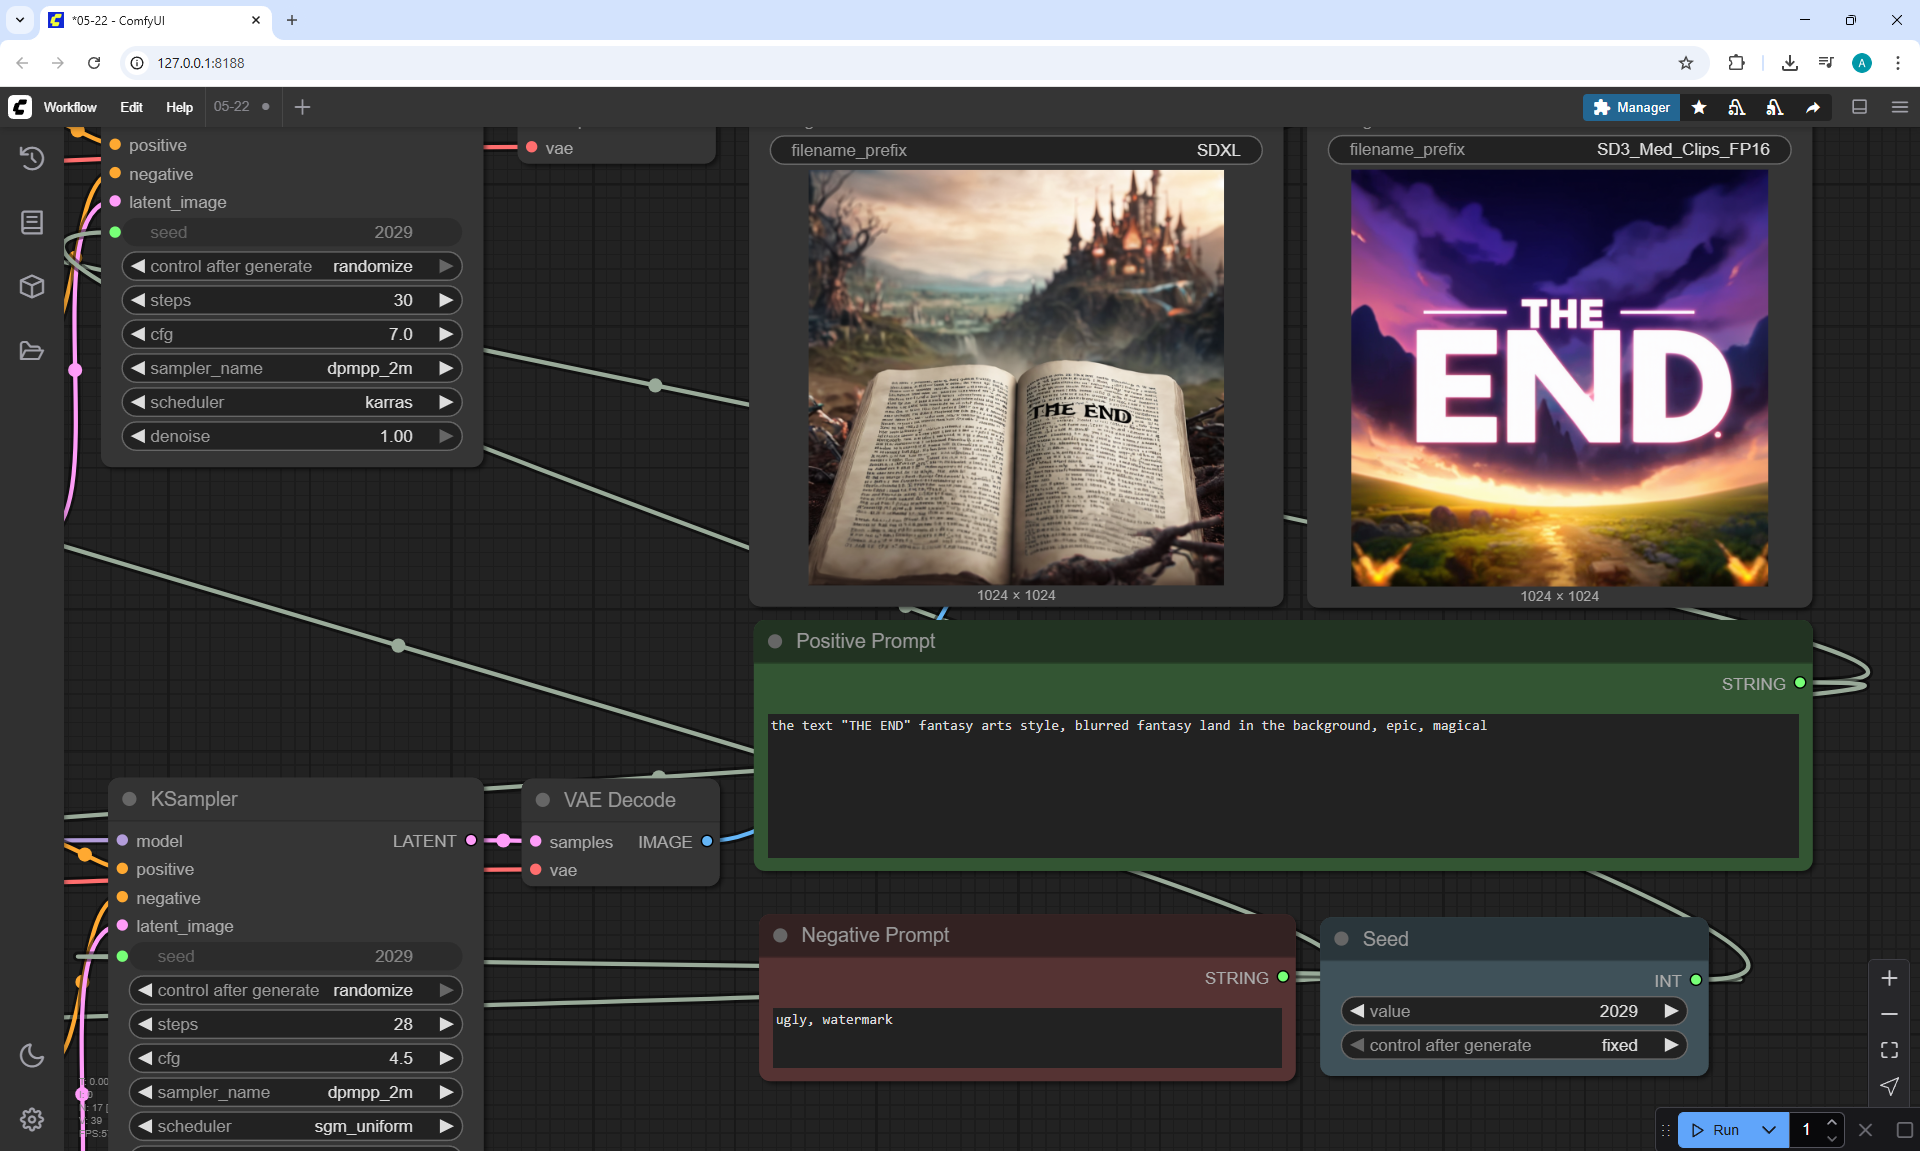 *05-22 - ComfyUI
127.0.0.1:8188
A
Workflow
Edit
Help
05-22
Manager
positive
negative
latent_image
seed 2029
control after generate randomize
steps 30
cfg 7.0
sampler_name dpmpp_2m
scheduler karras
denoise 1.00
vae
filename_prefix SDXL
THE END
1024 × 1024
filename_prefix SD3_Med_Clips_FP16
THE
END.
1024 × 1024
Positive Prompt
STRING
the text "THE END" fantasy arts style, blurred fantasy land in the background, epic, magical
KSampler
model LATENT
positive
negative
latent_image
seed 2029
control after generate randomize
steps 28
cfg 4.5
sampler_name dpmpp_2m
scheduler sgm_uniform
VAE Decode
samples IMAGE
vae
Negative Prompt
STRING
ugly, watermark
Seed
INT
value 2029
control after generate fixed
Run 1